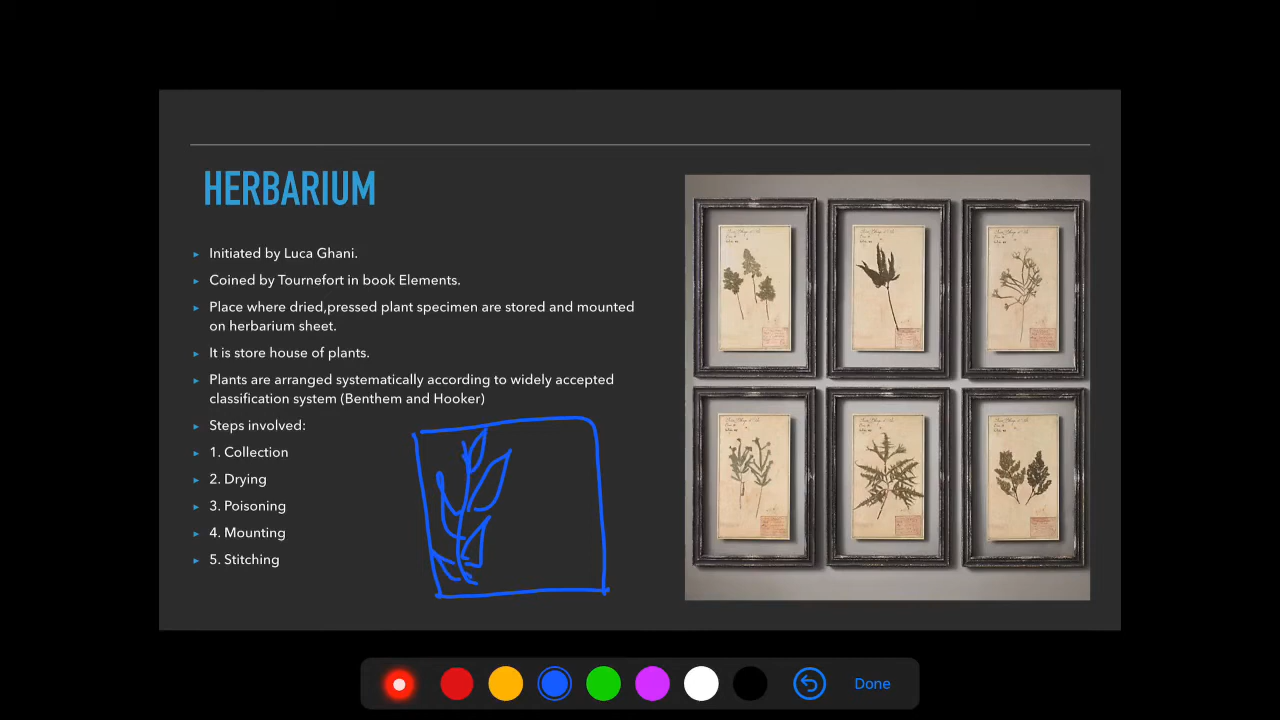 HERBARIUM
Initiated by Luca Ghani.
Coined by Tournefort in book Elements.
Place where dried,pressed plant specimen are stored and mounted
on herbarium sheet.
It is store house of plants.
Plants are arranged systematically according to widely accepted
classification system (Benthem and Hooker)
Steps involved:
1. Collection
2. Drying
3. Poisoning
4. Mounting
5. Stitching
Done